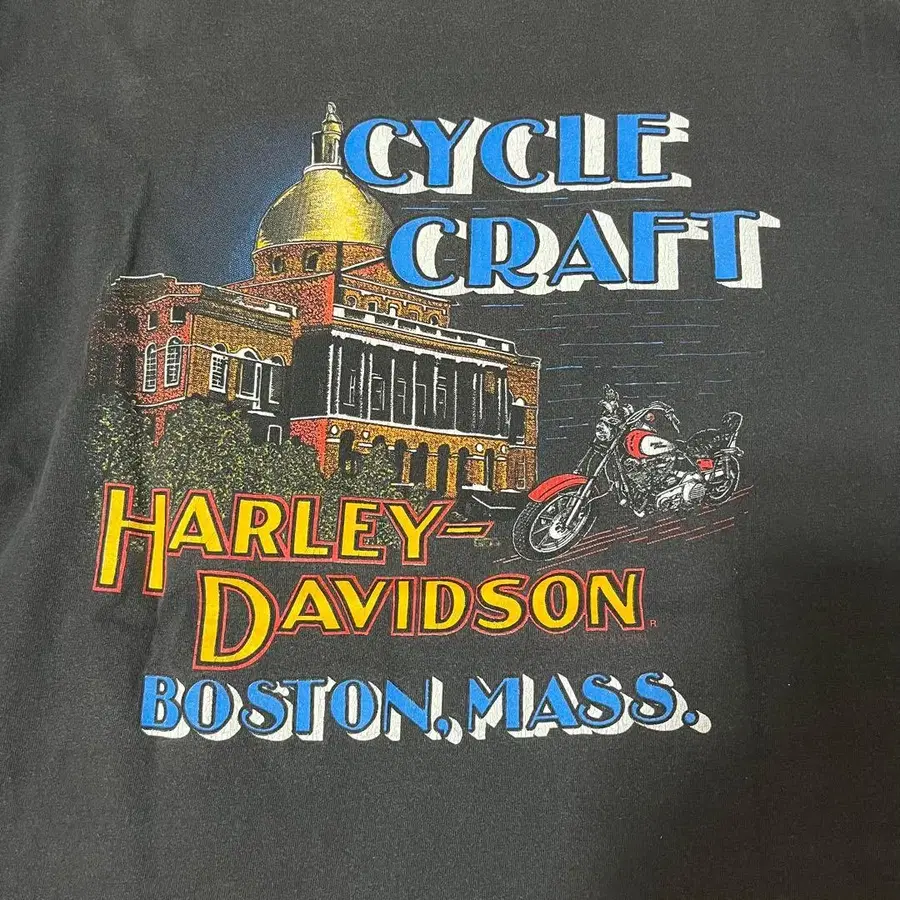 CYCLE
CRAFT
HARLEY-
DAVIDSON
BOSTON, MASS.